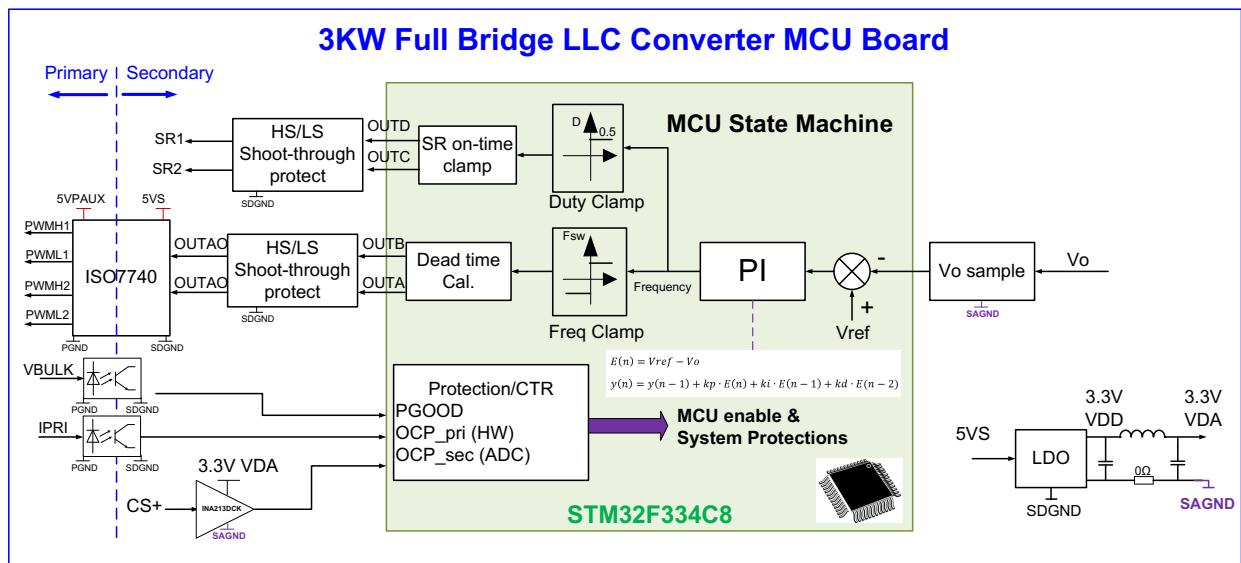 3KW Full Bridge LLC Converter MCU Board
Primary
Secondary
SR1
SR2
HS/LS
Shoot-through
protect
SDGND
OUTD
OUTC
SR on-time
clamp
D
0.5
Duty Clamp
MCU State Machine
5VPAUX
5VS
PWMH1
PWML1
PWMH2
PWML2
ISO7740
PGND
SDGND
OUTAO
OUTAO
HS/LS
Shoot-through
protect
SDGND
OUTB
OUTA
Dead time
Cal.
Fsw
Freq Clamp
Frequency
PI
-
+
Vref
Vo sample
SAGND
Vo
E(n) = Vref − Vo
y(n) = y(n − 1) + kp · E(n) + ki · E(n − 1) + kd · E(n − 2)
VBULK
PGND
SDGND
IPRI
PGND
SDGND
3.3V VDA
CS+
INA213DCK
SAGND
Protection/CTR
PGOOD
OCP_pri (HW)
OCP_sec (ADC)
MCU enable &
System Protections
STM32F334C8
5VS
LDO
SDGND
3.3V
VDD
3.3V
VDA
0Ω
SAGND